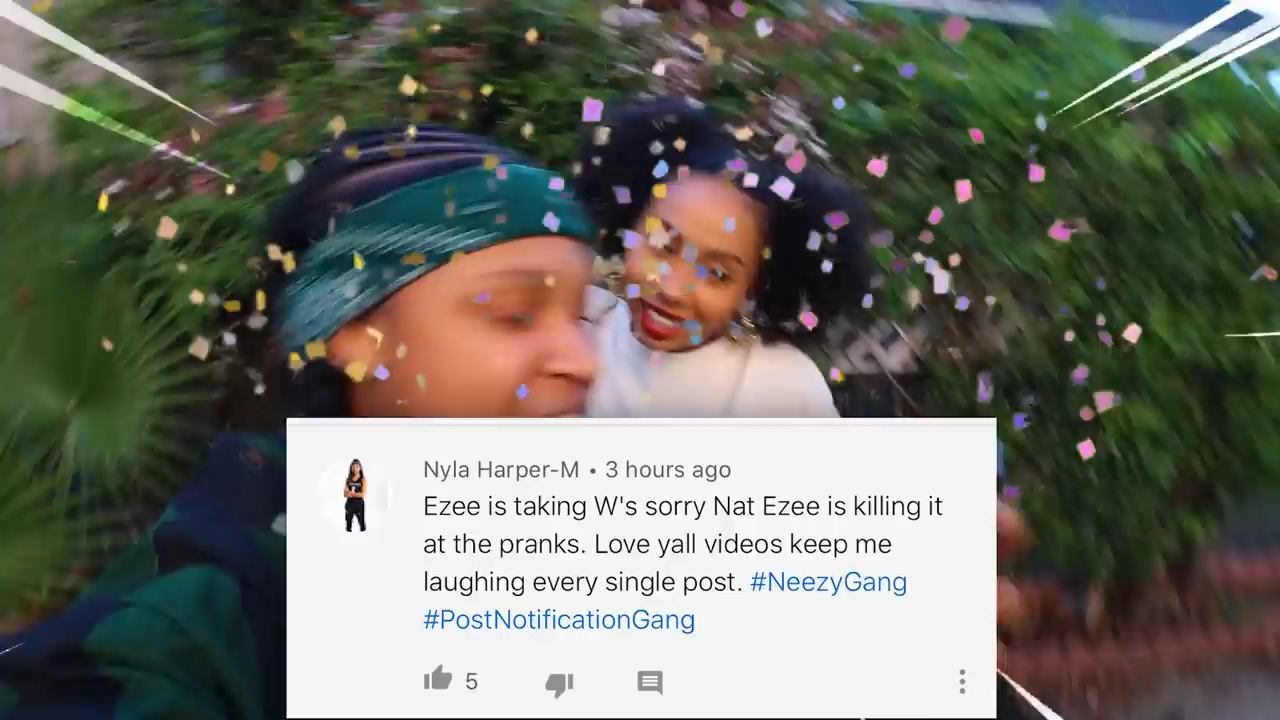 Nyla Harper-M • 3 hours ago
Ezee is taking W's sorry Nat Ezee is killing it
at the pranks. Love yall videos keep me
laughing every single post. #NeezyGang
#PostNotificationGang
5